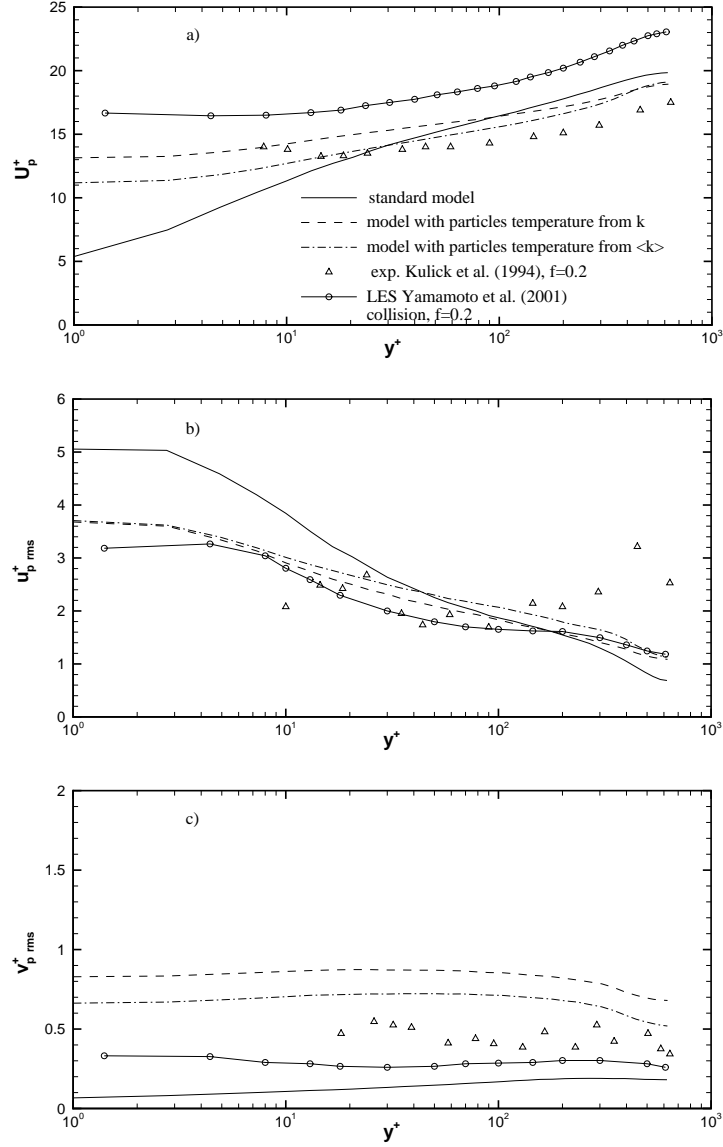 a)
25
20
15
10
5
0
U_p^+
standard model
model with particles temperature from k
model with particles temperature from <k>
exp. Kulick et al. (1994), f=0.2
LES Yamamoto et al. (2001)
collision, f=0.2
10^0 10^1 10^2 10^3
y^+
b)
6
5
4
3
2
1
0
u_p^+ rms
10^0 10^1 10^2 10^3
y^+
c)
2
1.5
1
0.5
0
v_p^+ rms
10^0 10^1 10^2 10^3
y^+